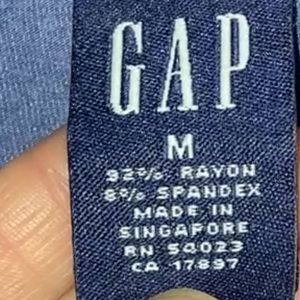 GAP
M
92% RAYON
8% SPANDEX
MADE IN
SINGAPORE
RN 54023
CA 17897